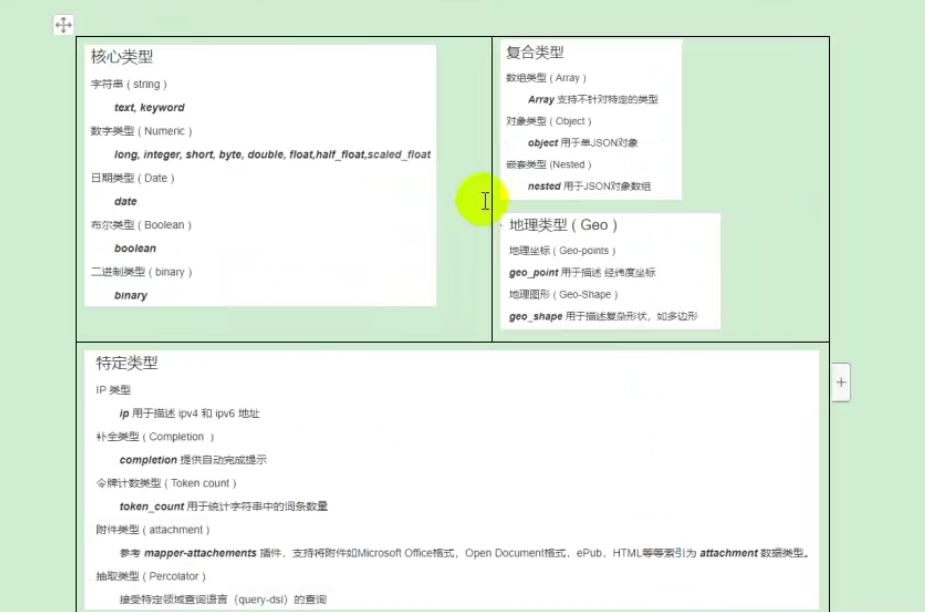 核心类型
字符串 ( string )
text, keyword
数字类型 ( Numeric )
long, integer, short, byte, double, float,half_float,scaled_float
日期类型 ( Date )
date
布尔类型 ( Boolean )
boolean
二进制类型 ( binary )
binary
复合类型
数组类型 ( Array )
Array 支持不针对特定的类型
对象类型 ( Object )
object 用于单JSON对象
嵌套类型 (Nested )
nested 用于JSON对象数组
地理类型 ( Geo )
地理坐标 ( Geo-points )
geo_point 用于描述 经纬度坐标
地理图形 ( Geo-Shape )
geo_shape 用于描述复杂形状，如多边形
特定类型
IP 类型
ip 用于描述 ipv4 和 ipv6 地址
补全类型 ( Completion )
completion 提供自动完成提示
令牌计数类型 ( Token count )
token_count 用于统计字符串中的词条数量
附件类型 ( attachment )
参考 mapper-attachements 插件，支持将附件如Microsoft Office格式，Open Document格式，ePub，HTML等等索引为 attachment 数据类型。
抽取类型 ( Percolator )
接受特定领域查询语言（query-dsl）的查询